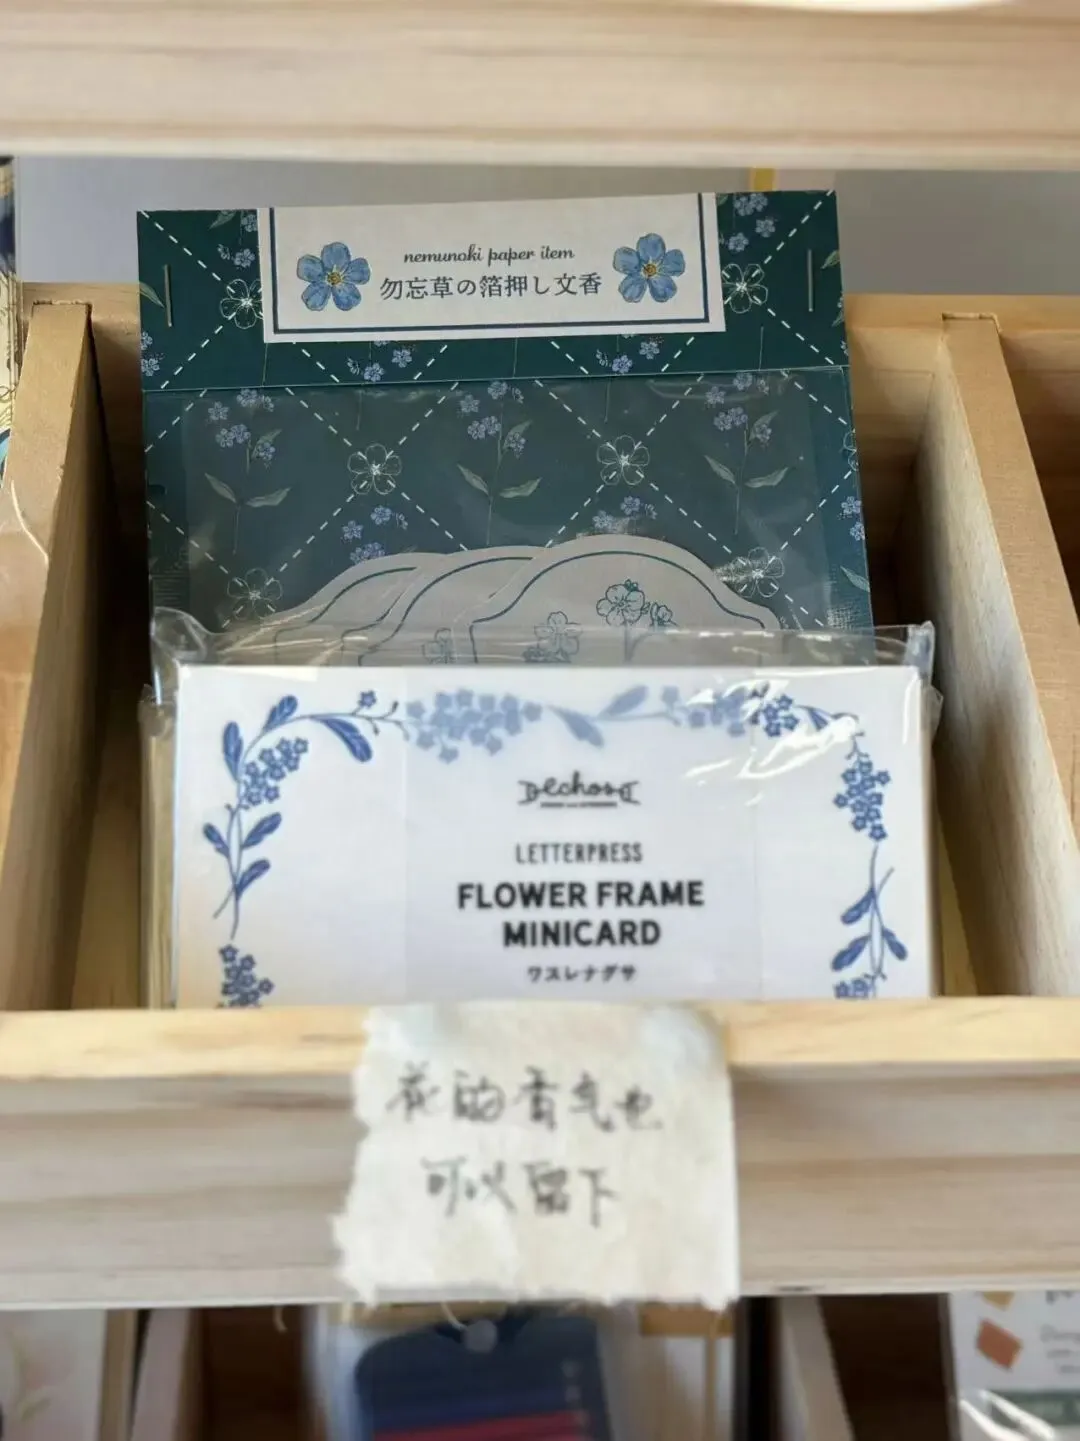 nemunoki paper item
勿忘草の箔押し文香
echos
LETTERPRESS
FLOWER FRAME
MINICARD
ワスレナグサ
花的香气也
可以留下